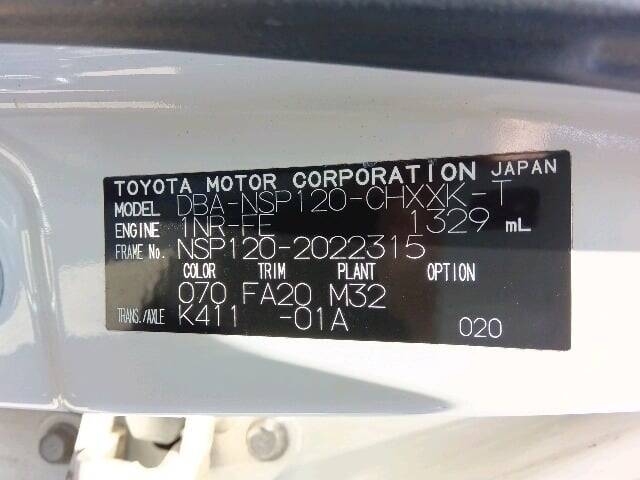 TOYOTA MOTOR CORPORATION JAPAN
MODEL DBA-NSP120-CHXXK-T
ENGINE 1NR-FE 1329 mL
FRAME No. NSP120-2022315
COLOR TRIM PLANT OPTION
070 FA20 M32
TRANS./AXLE K411 -01A 020